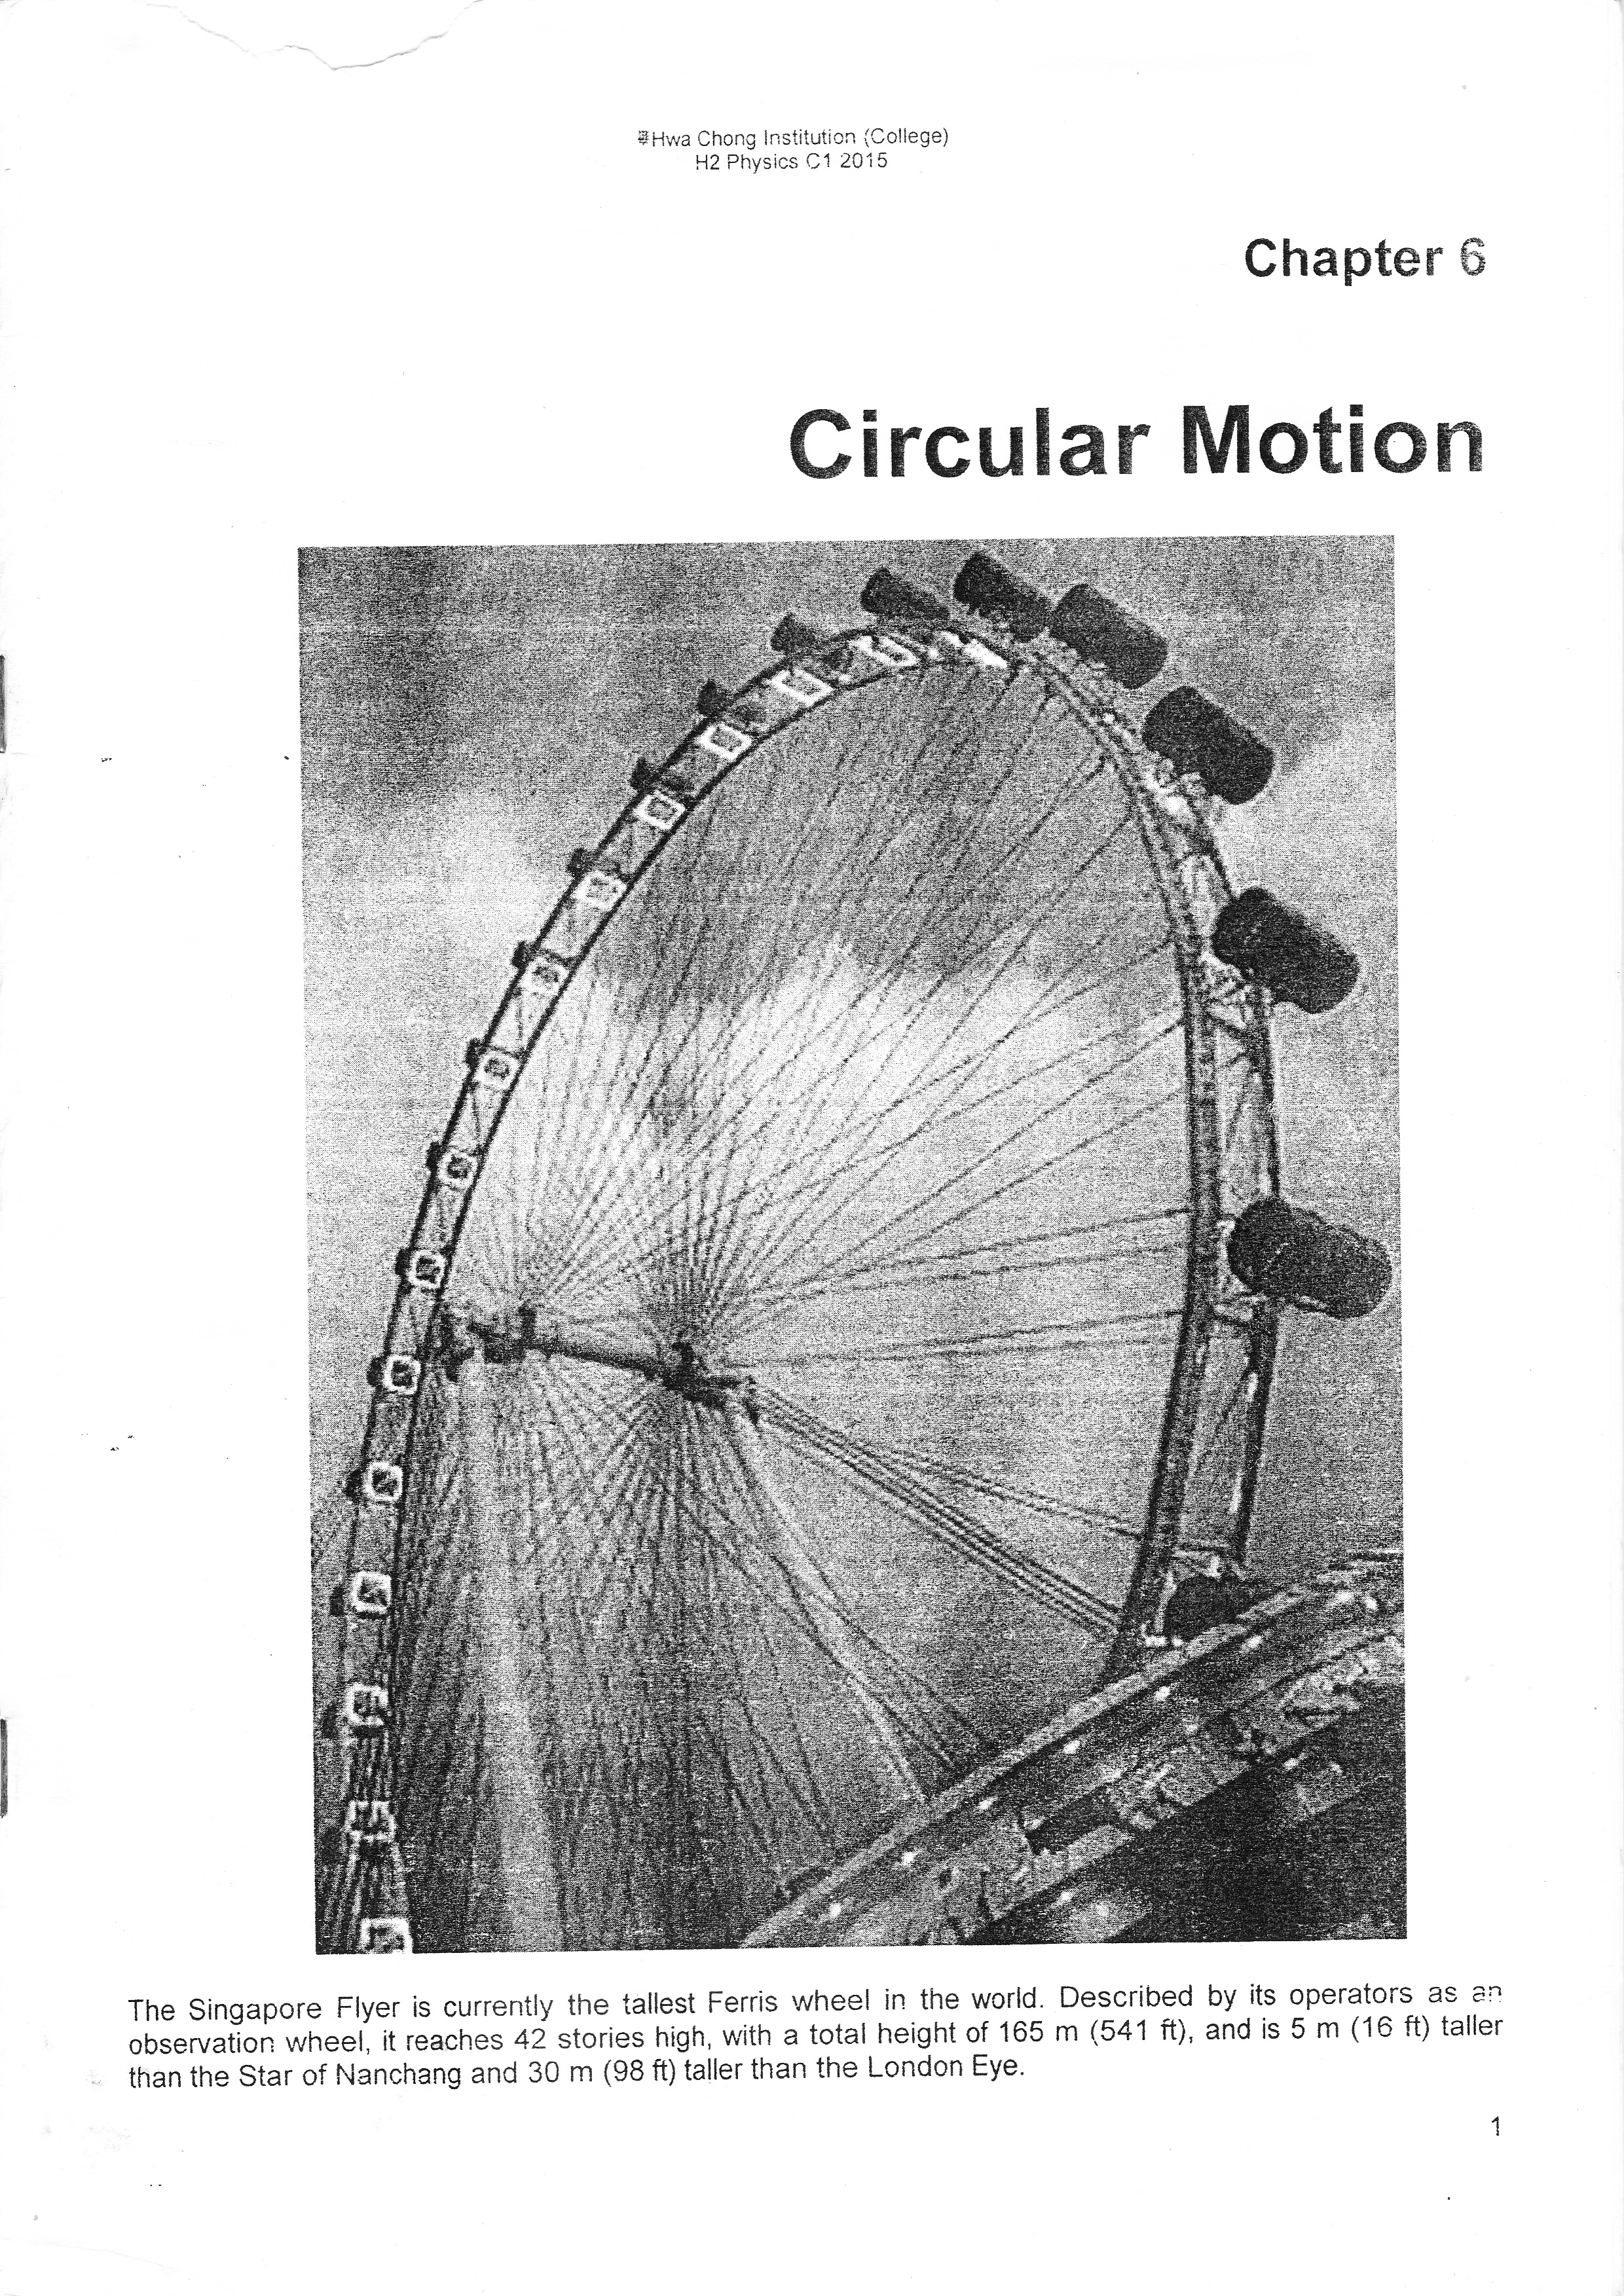 Hwa Chong Institution (College)
H2 Physics C1 2015
Chapter 6
Circular Motion
The Singapore Flyer is currently the tallest Ferris wheel in the world. Described by its operators as an
observation wheel, it reaches 42 stories high, with a total height of 165 m (541 ft), and is 5 m (16 ft) taller
than the Star of Nanchang and 30 m (98 ft) taller than the London Eye.
1